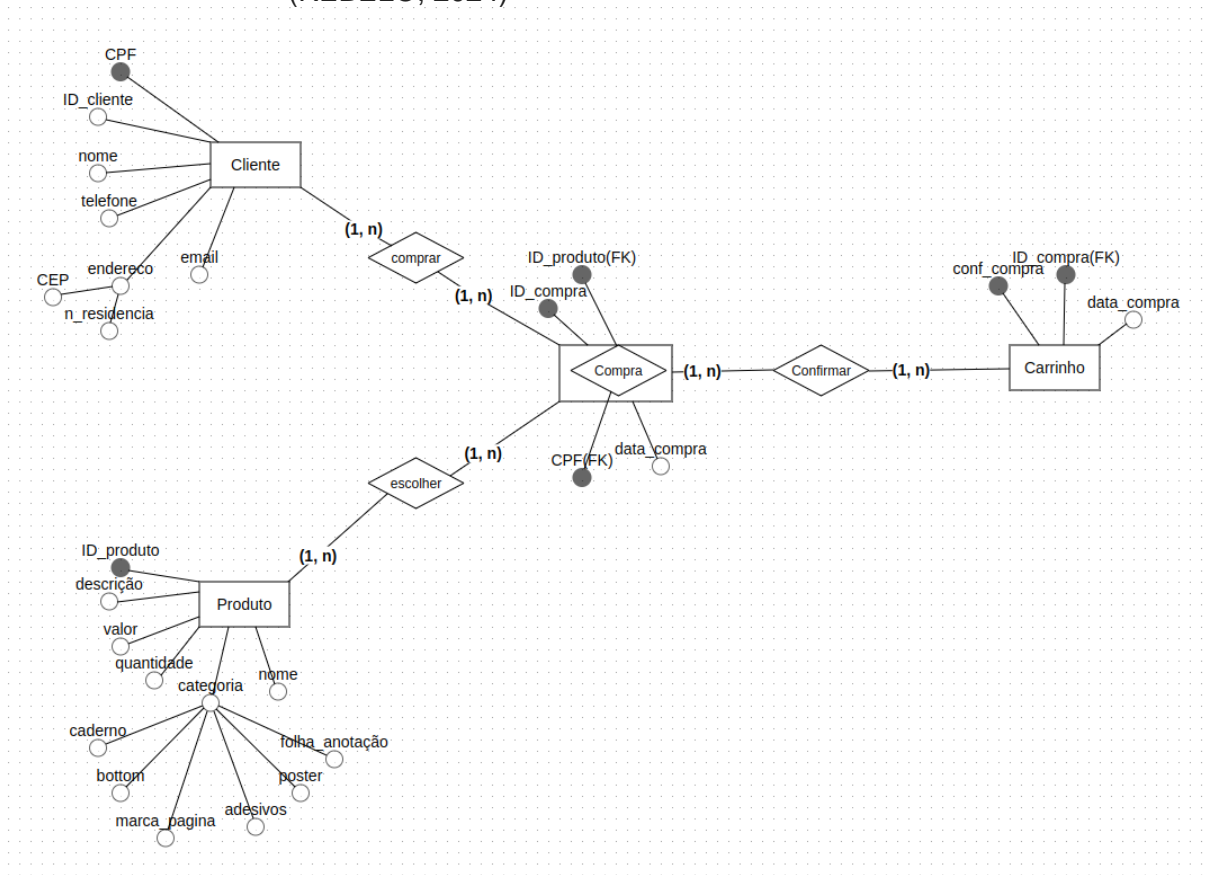 (REBELO, 2024)
CPF
ID_cliente
nome
telefone
endereco
CEP
n_residencia
email
Cliente
(1, n)
comprar
(1, n)
ID_produto(FK)
ID_compra
Compra
CPF(FK)
data_compra
(1, n)
Confirmar
(1, n)
conf_compra
ID_compra(FK)
data_compra
Carrinho
(1, n)
escolher
(1, n)
ID_produto
descrição
valor
quantidade
categoria
nome
Produto
caderno
bottom
marca_pagina
adesivos
poster
folha_anotação